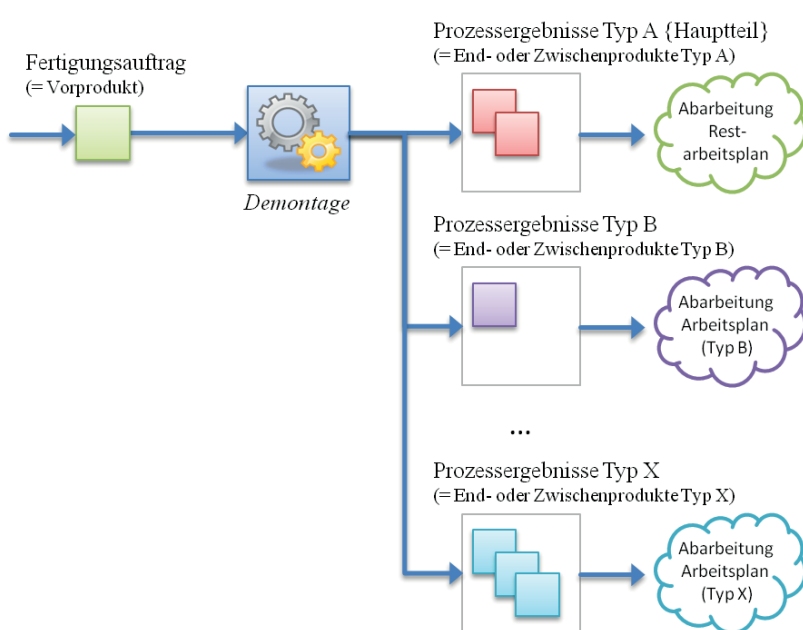 Fertigungsauftrag
(= Vorprodukt)
Demontage
Prozessergebnisse Typ A {Hauptteil}
(= End- oder Zwischenprodukte Typ A)
Abarbeitung
Rest-
arbeitsplan
Prozessergebnisse Typ B
(= End- oder Zwischenprodukte Typ B)
Abarbeitung
Arbeitsplan
(Typ B)
...
Prozessergebnisse Typ X
(= End- oder Zwischenprodukte Typ X)
Abarbeitung
Arbeitsplan
(Typ X)